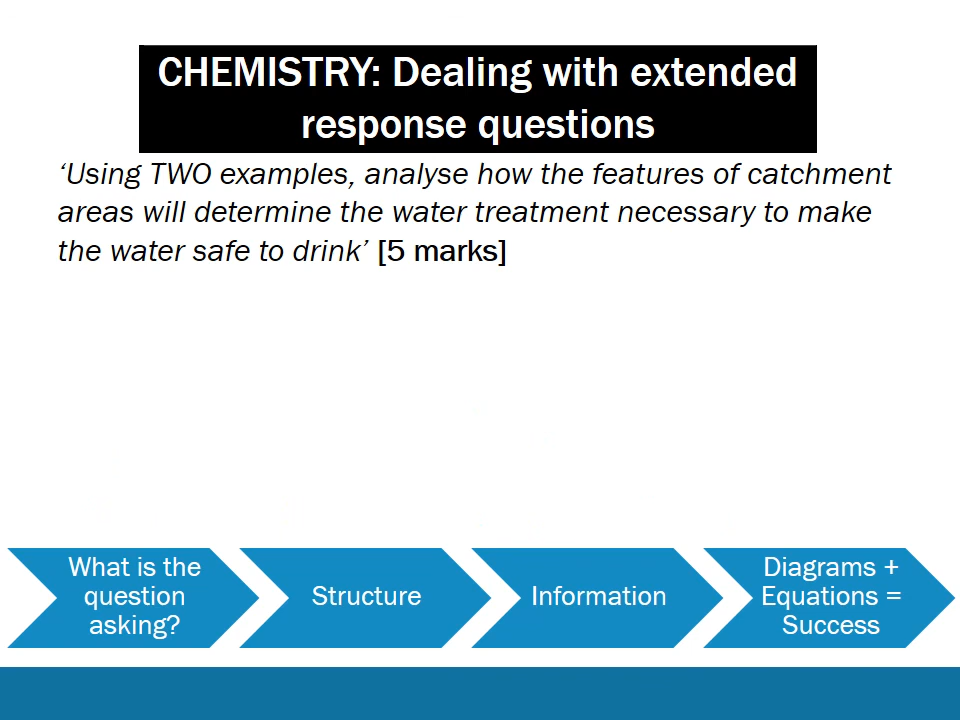 CHEMISTRY: Dealing with extended
response questions
‘Using TWO examples, analyse how the features of catchment
areas will determine the water treatment necessary to make
the water safe to drink’ [5 marks]
What is the
question
asking?
Structure
Information
Diagrams +
Equations =
Success